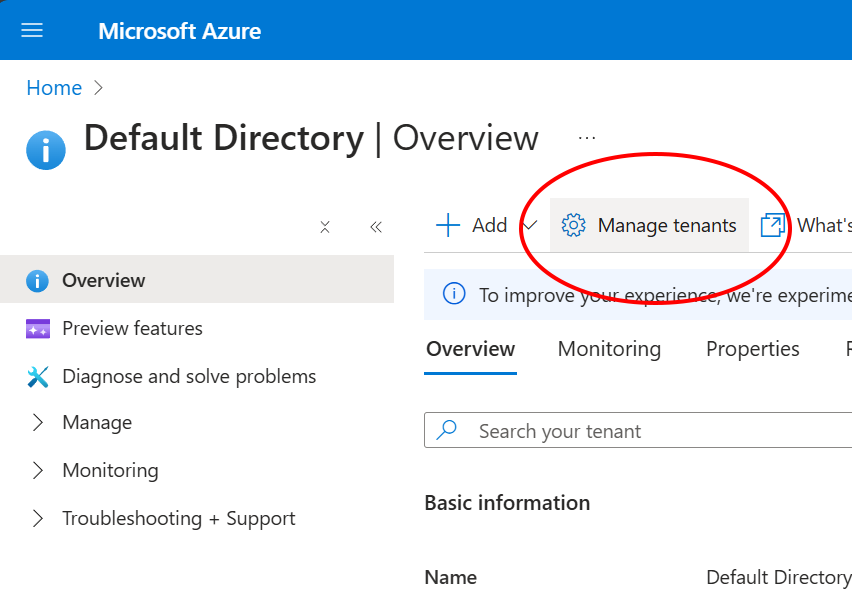 Microsoft Azure
Home
Default Directory | Overview ...
Add Manage tenants What's
Overview
To improve your experience, we're experime
Preview features
Overview Monitoring Properties
Diagnose and solve problems
Manage
Search your tenant
Monitoring
Basic information
Troubleshooting + Support
Name Default Directory